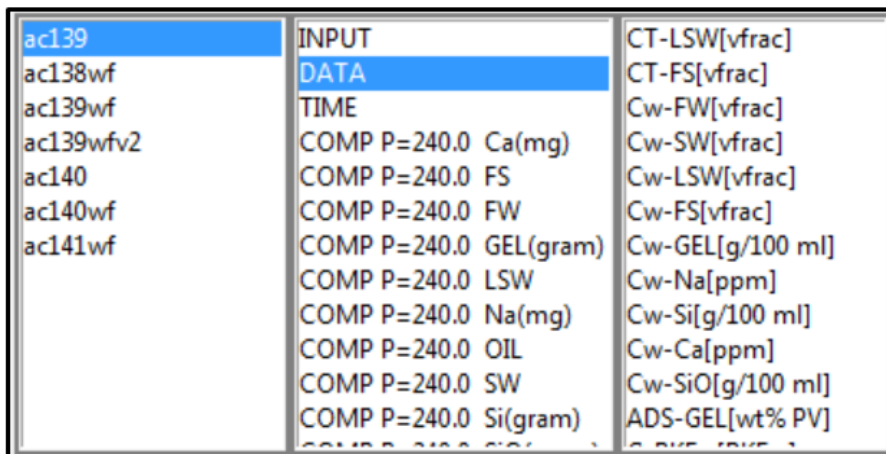 ac139
ac138wf
ac139wf
ac139wfv2
ac140
ac140wf
ac141wf
INPUT
DATA
TIME
COMP P=240.0 Ca(mg)
COMP P=240.0 FS
COMP P=240.0 FW
COMP P=240.0 GEL(gram)
COMP P=240.0 LSW
COMP P=240.0 Na(mg)
COMP P=240.0 OIL
COMP P=240.0 SW
COMP P=240.0 Si(gram)
CT-LSW[vfrac]
CT-FS[vfrac]
Cw-FW[vfrac]
Cw-SW[vfrac]
Cw-LSW[vfrac]
Cw-FS[vfrac]
Cw-GEL[g/100 ml]
Cw-Na[ppm]
Cw-Si[g/100 ml]
Cw-Ca[ppm]
Cw-SiO[g/100 ml]
ADS-GEL[wt% PV]